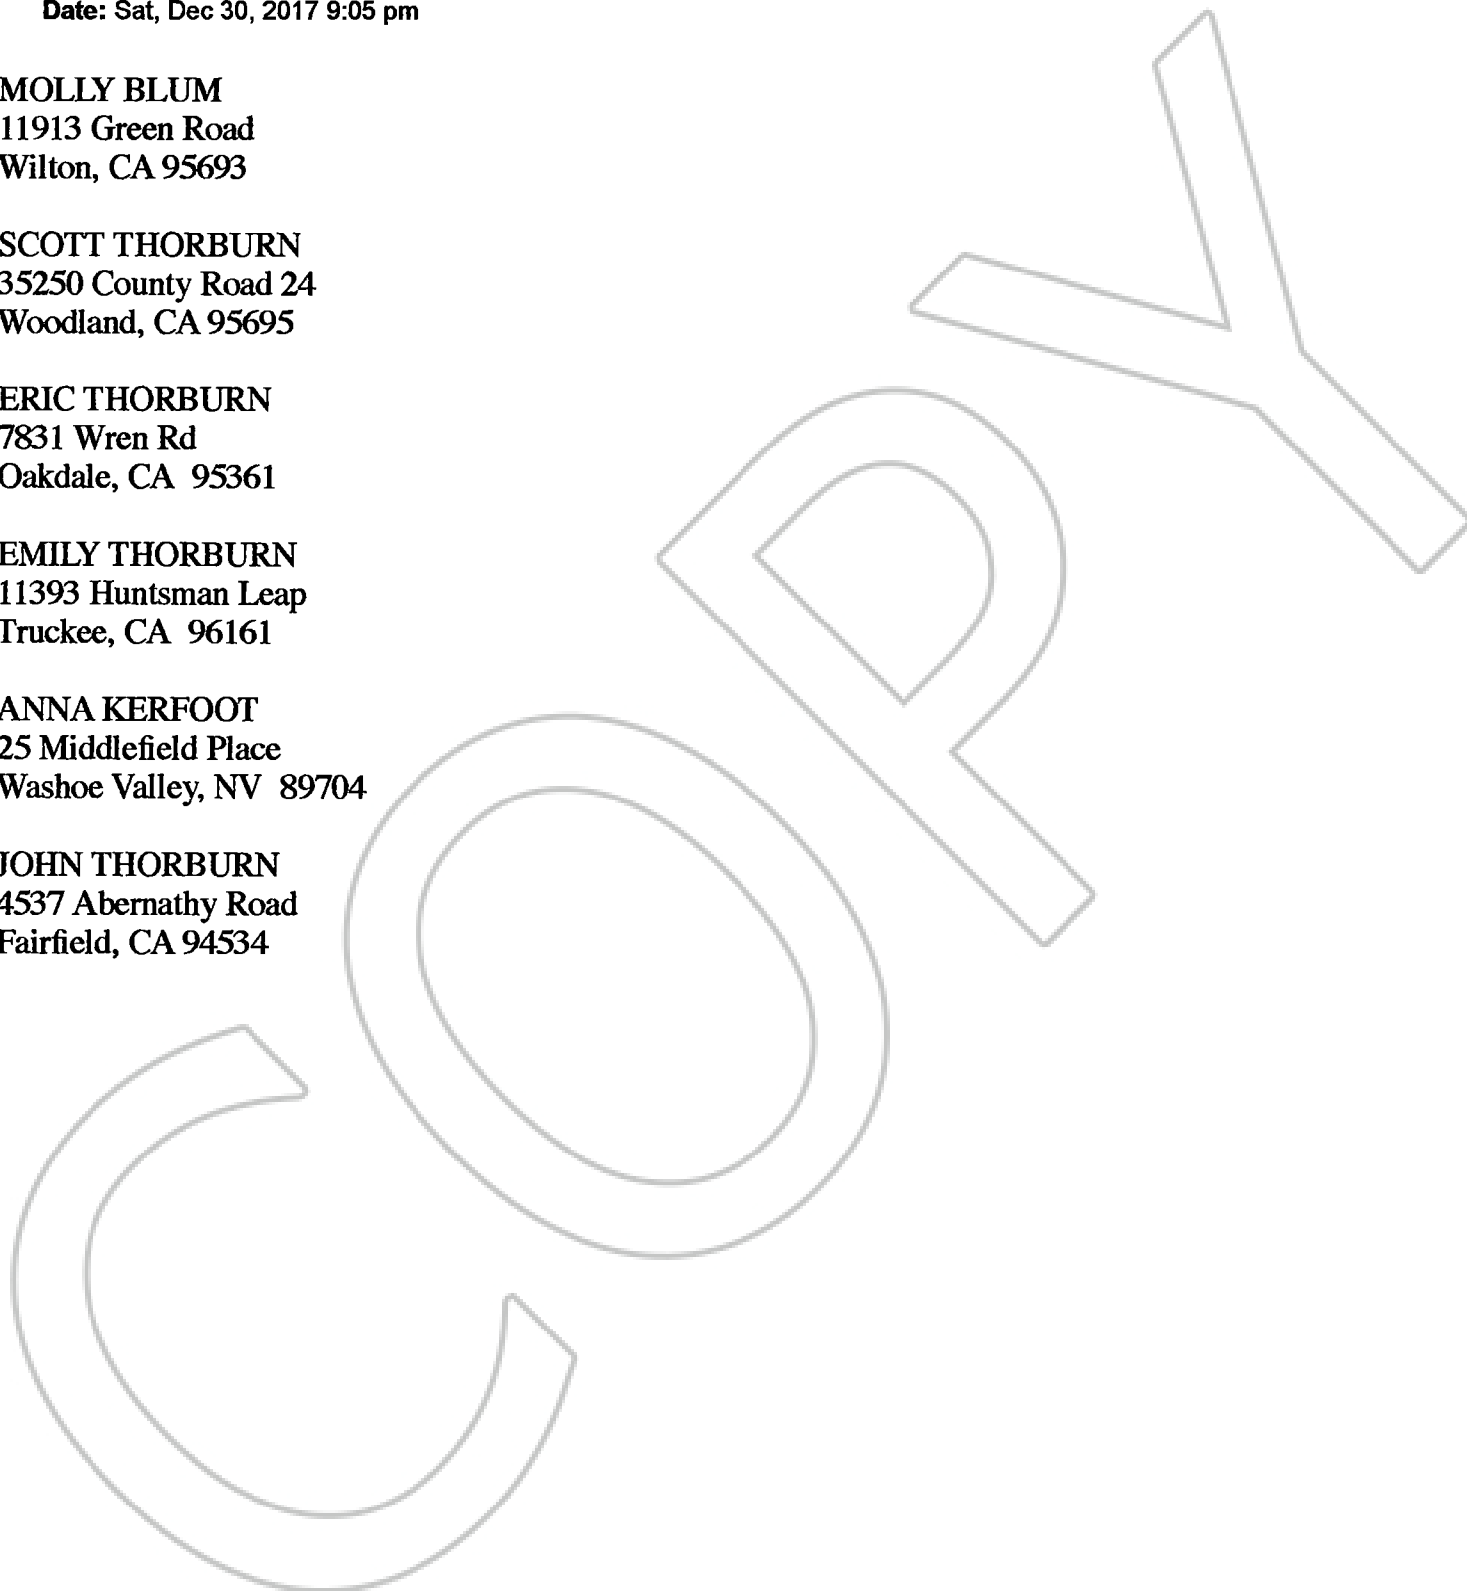 Date: Sat, Dec 30, 2017 9:05 pm
MOLLY BLUM
11913 Green Road
Wilton, CA 95693
SCOTT THORBURN
35250 County Road 24
Woodland, CA 95695
ERIC THORBURN
7831 Wren Rd
Oakdale, CA 95361
EMILY THORBURN
11393 Huntsman Leap
Truckee, CA 96161
ANNA KERFOOT
25 Middlefield Place
Washoe Valley, NV 89704
JOHN THORBURN
4537 Abernathy Road
Fairfield, CA 94534
COPY